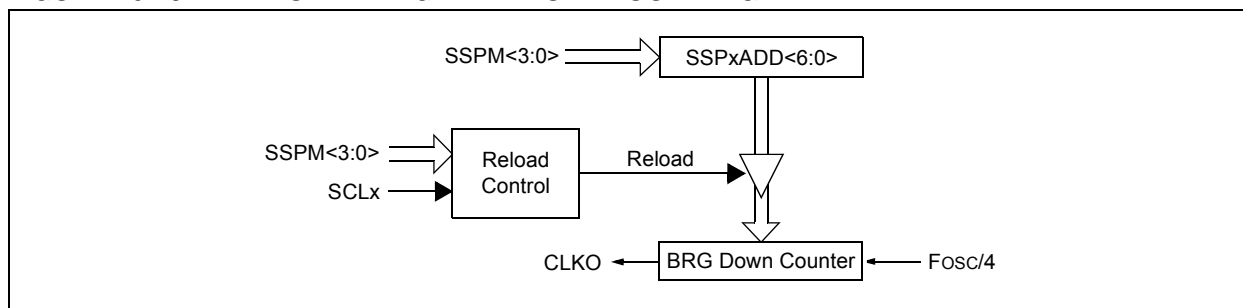 SSPM<3:0>
SSPxADD<6:0>
SSPM<3:0>
SCLx
Reload
Control
Reload
CLKO
BRG Down Counter
FOSC/4